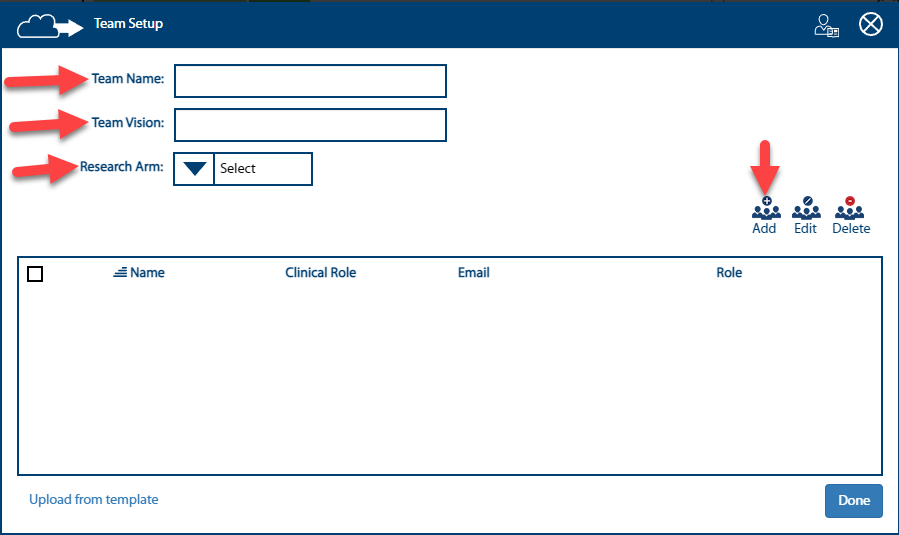 Team Setup
Team Name:
Team Vision:
Research Arm: Select
Add Edit Delete
Name Clinical Role Email Role
Upload from template Done